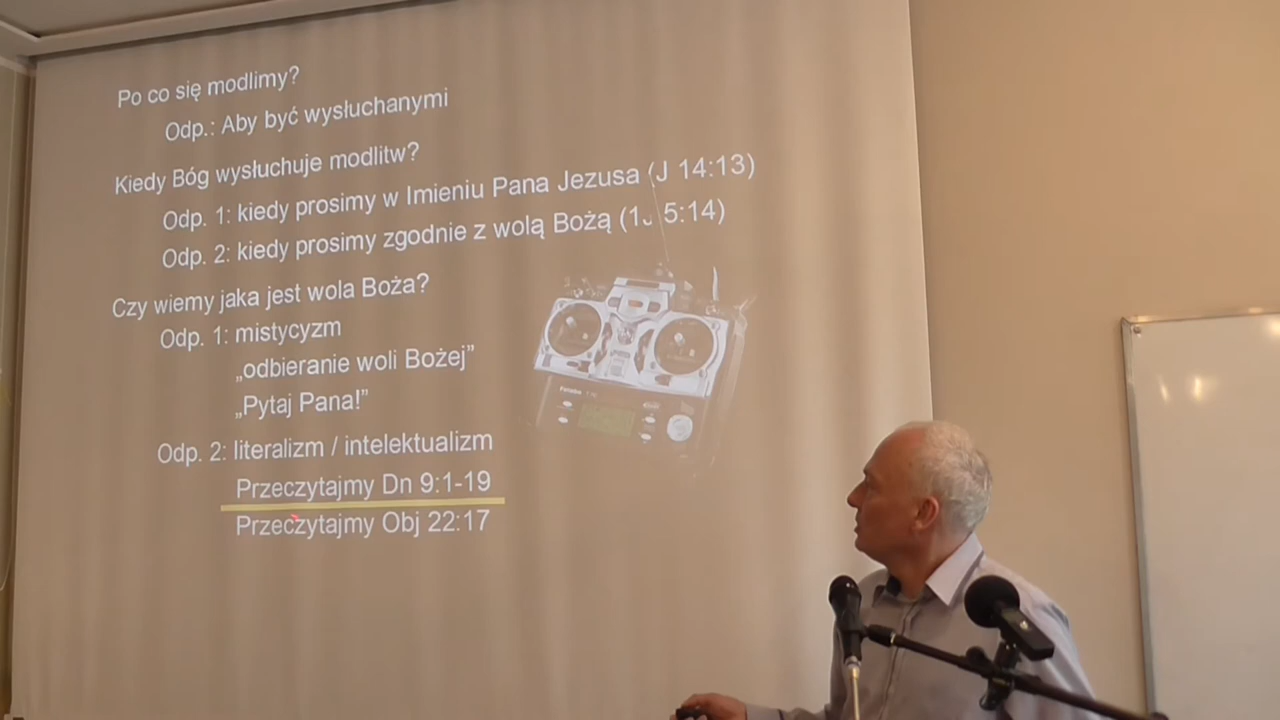 Po co się modlimy?
Odp.: Aby być wysłuchanymi
Kiedy Bóg wysłuchuje modlitw?
Odp. 1: kiedy prosimy w Imieniu Pana Jezusa (J 14:13)
Odp. 2: kiedy prosimy zgodnie z wolą Bożą (1J 5:14)
Czy wiemy jaka jest wola Boża?
Odp. 1: mistycyzm
„odbieranie woli Bożej”
„Pytaj Pana!”
Odp. 2: literalizm / intelektualizm
Przeczytajmy Dn 9:1-19
Przeczytajmy Obj 22:17
Futaba